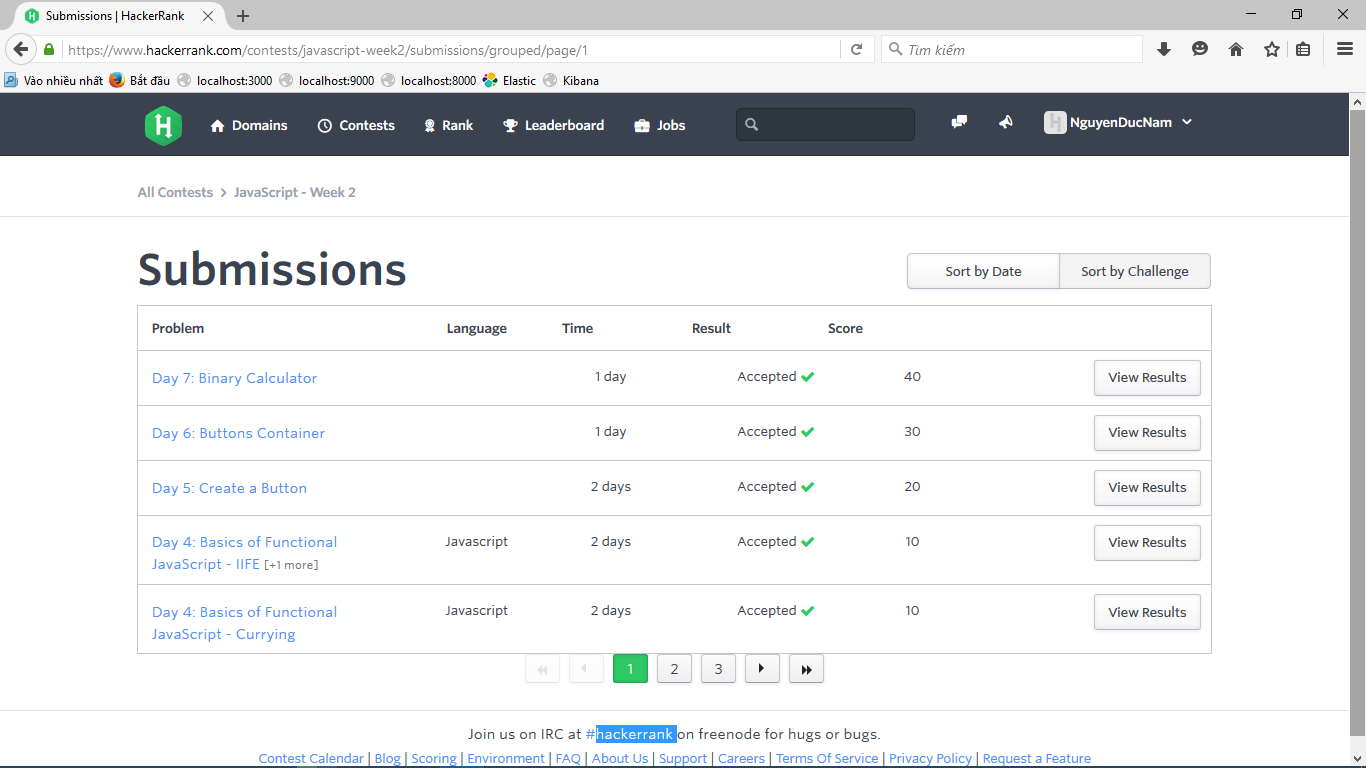 Submissions | HackerRank
https://www.hackerrank.com/contests/javascript-week2/submissions/grouped/page/1
Tìm kiếm
Vào nhiều nhất Bắt đầu localhost:3000 localhost:9000 localhost:8000 Elastic Kibana
H Domains Contests Rank Leaderboard Jobs NguyenDucNam
All Contests > JavaScript - Week 2
Submissions
Sort by Date Sort by Challenge
Problem Language Time Result Score
Day 7: Binary Calculator 1 day Accepted 40 View Results
Day 6: Buttons Container 1 day Accepted 30 View Results
Day 5: Create a Button 2 days Accepted 20 View Results
Day 4: Basics of Functional Javascript 2 days Accepted 10 View Results
JavaScript - IIFE [+1 more]
Day 4: Basics of Functional Javascript 2 days Accepted 10 View Results
JavaScript - Currying
1 2 3
Join us on IRC at #hackerrank on freenode for hugs or bugs.
Contest Calendar | Blog | Scoring | Environment | FAQ | About Us | Support | Careers | Terms Of Service | Privacy Policy | Request a Feature